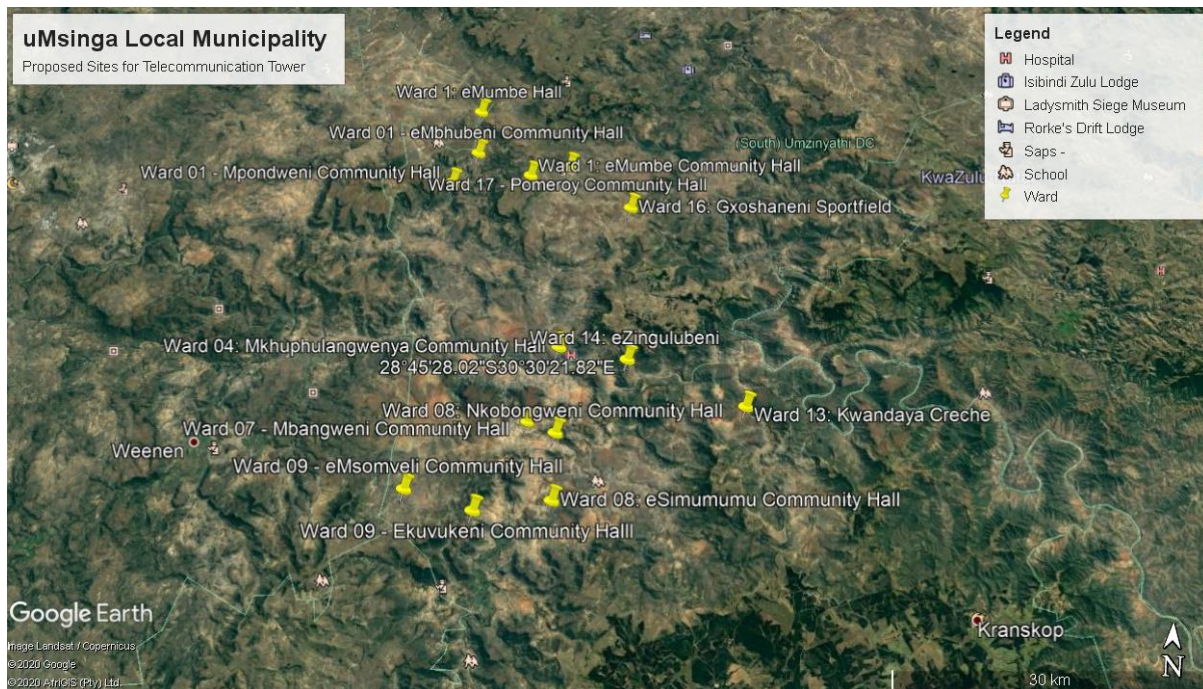 uMsinga Local Municipality
Proposed Sites for Telecommunication Tower
Legend
Hospital
Isibindi Zulu Lodge
Ladysmith Siege Museum
Rorke's Drift Lodge
Saps -
School
Ward
Ward 1: eMumbe Hall
Ward 01 - eMbhubeni Community Hall
(South) Umzinyathi DC
Ward 01 - Mpondweni Community Hall
Ward 1: eMumbe Community Hall
KwaZulu
Ward 17 - Pomeroy Community Hall
Ward 16. Gxoshaneni Sportfield
Ward 14: eZingulubeni
Ward 04: Mkhuphulangwenya Community Hall
28°45'28.02"S30°30'21.82"E
Ward 08: Nkobongweni Community Hall
Ward 13: Kwandaya Creche
Ward 07 - Mbangweni Community Hall
Weenen
Ward 09 - eMsomveli Community Hall
Ward 08: eSimumumu Community Hall
Ward 09 - Ekuvukeni Community Halll
Google Earth
Kranskop
Image Landsat / Copernicus
©2020 Google
©2020 AfriGIS (Pty) Ltd.
30 km
N